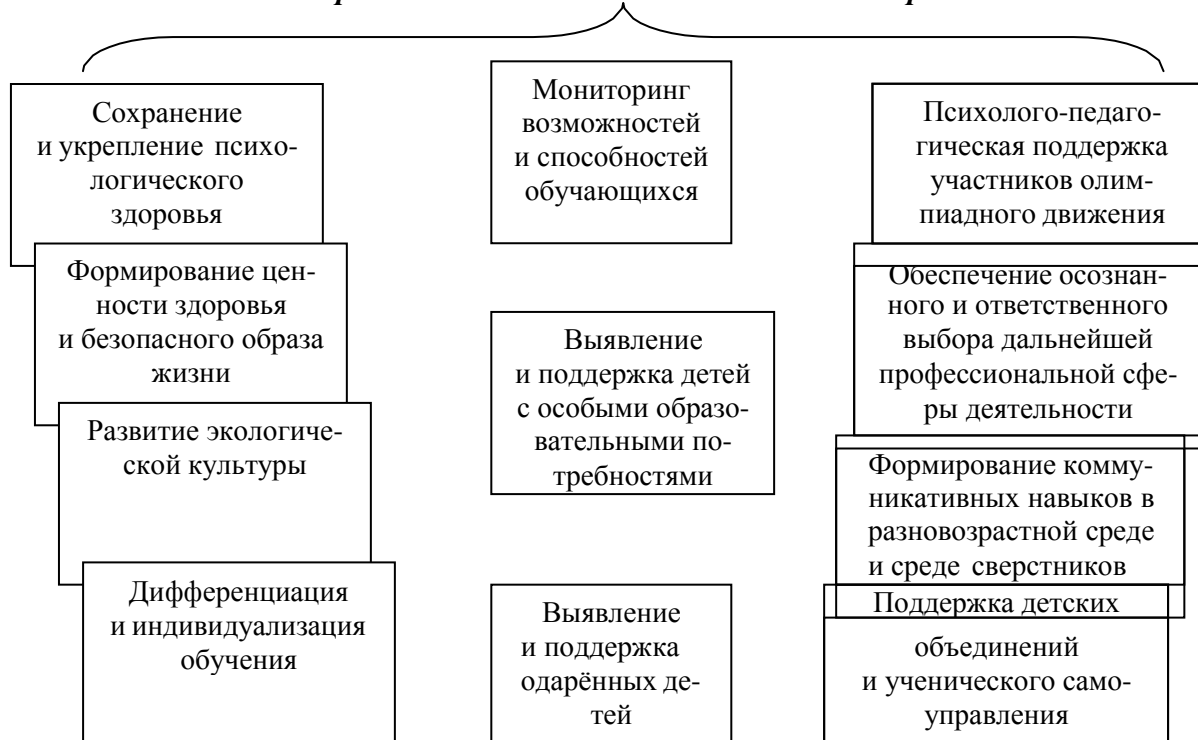 Сохранение
и укрепление психо-
логического
здоровья
Формирование цен-
ности здоровья
и безопасного образа
жизни
Развитие экологиче-
ской культуры
Дифференциация
и индивидуализация
обучения
Мониторинг
возможностей
и способностей
обучающихся
Выявление
и поддержка детей
с особыми образо-
вательными по-
требностями
Выявление
и поддержка
одарённых де-
тей
Психолого-педаго-
гическая поддержка
участников олим-
пиадного движения
Обеспечение осознан-
ного и ответственного
выбора дальнейшей
профессиональной сфе-
ры деятельности
Формирование комму-
никативных навыков в
разновозрастной среде
и среде сверстников
Поддержка детских
объединений
и ученического само-
управления